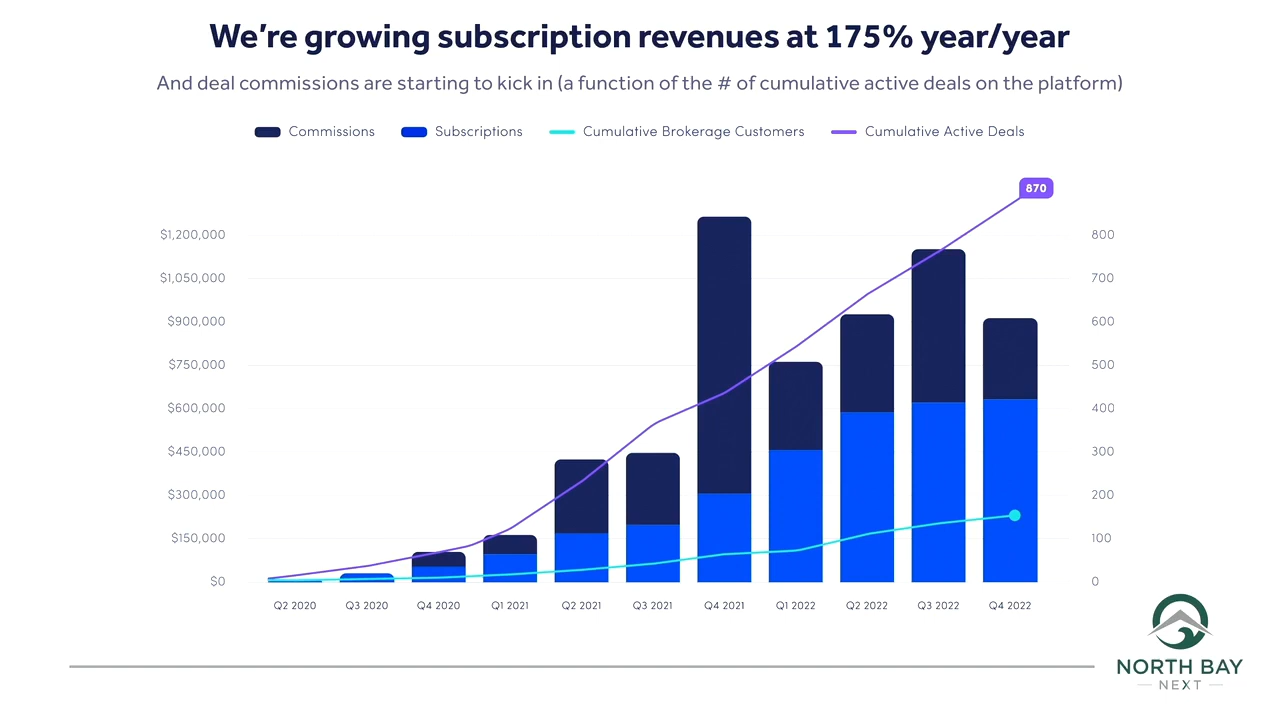 We're growing subscription revenues at 175% year/year
And deal commissions are starting to kick in (a function of the # of cumulative active deals on the platform)
Commissions Subscriptions Cumulative Brokerage Customers Cumulative Active Deals
870
$1,200,000 800
$1,050,000 700
$900,000 600
$750,000 500
$600,000 400
$450,000 300
$300,000 200
$150,000 100
$0 0
Q2 2020 Q3 2020 Q4 2020 Q1 2021 Q2 2021 Q3 2021 Q4 2021 Q1 2022 Q2 2022 Q3 2022 Q4 2022
NORTH BAY
NEXT